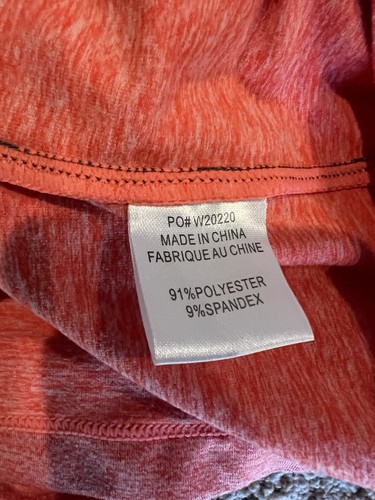 PO# W20220
MADE IN CHINA
FABRIQUE AU CHINE
91%POLYESTER
9%SPANDEX